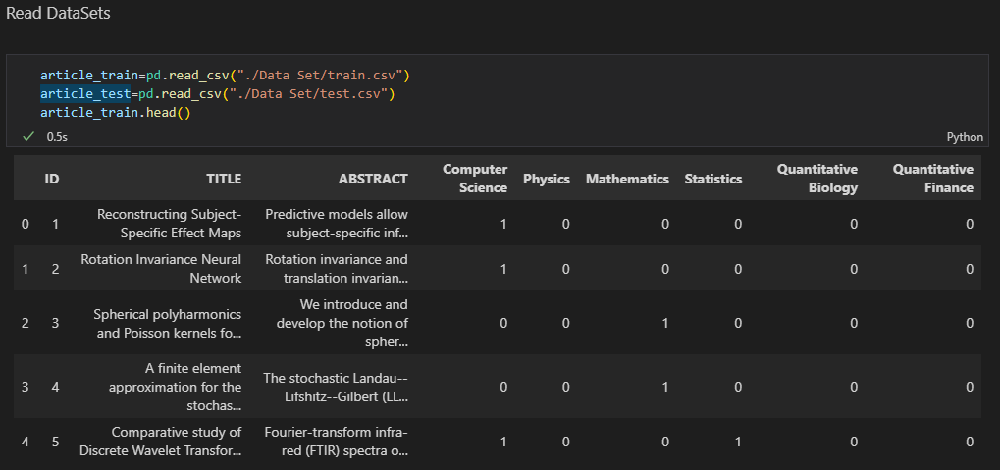 Read DataSets
article_train=pd.read_csv("./Data Set/train.csv")
article_test=pd.read_csv("./Data Set/test.csv")
article_train.head()
✓ 0.5s Python
ID TITLE ABSTRACT Computer Science Physics Mathematics Statistics Quantitative Biology Quantitative Finance
0 1 Reconstructing Subject-Specific Effect Maps Predictive models allow subject-specific inf... 1 0 0 0 0 0
1 2 Rotation Invariance Neural Network Rotation invariance and translation invarian... 1 0 0 0 0 0
2 3 Spherical polyharmonics and Poisson kernels fo... We introduce and develop the notion of spher... 0 0 1 0 0 0
3 4 A finite element approximation for the stochas... The stochastic Landau--Lifshitz--Gilbert (LL... 0 0 1 0 0 0
4 5 Comparative study of Discrete Wavelet Transfor... Fourier-transform infra-red (FTIR) spectra o... 1 0 0 1 0 0